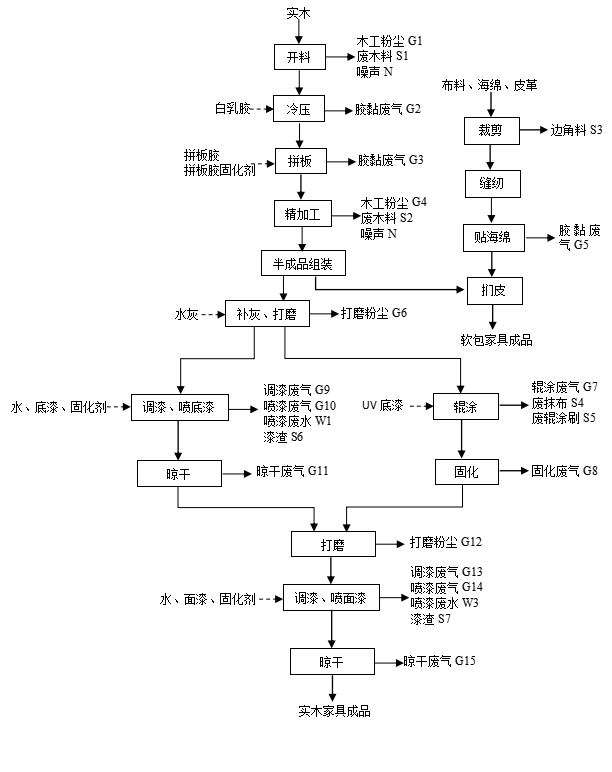 实木
开料
木工粉尘 G1
废木料 S1
噪声 N
白乳胶
冷压
胶黏废气 G2
布料、海绵、皮革
裁剪
边角料 S3
拼板胶
拼板胶固化剂
拼板
胶黏废气 G3
缝纫
精加工
木工粉尘 G4
废木料 S2
噪声 N
贴海绵
胶 黏 废
气 G5
半成品组装
扪皮
水灰
补灰、打磨
打磨粉尘 G6
软包家具成品
水、底漆、固化剂
调漆、喷底漆
调漆废气 G9
喷漆废气 G10
喷漆废水 W1
漆渣 S6
UV 底漆
辊涂
辊涂废气 G7
废抹布 S4
废辊涂刷 S5
晾干
晾干废气 G11
固化
固化废气 G8
打磨
打磨粉尘 G12
水、面漆、固化剂
调漆、喷面漆
调漆废气 G13
喷漆废气 G14
喷漆废水 W3
漆渣 S7
晾干
晾干废气 G15
实木家具成品